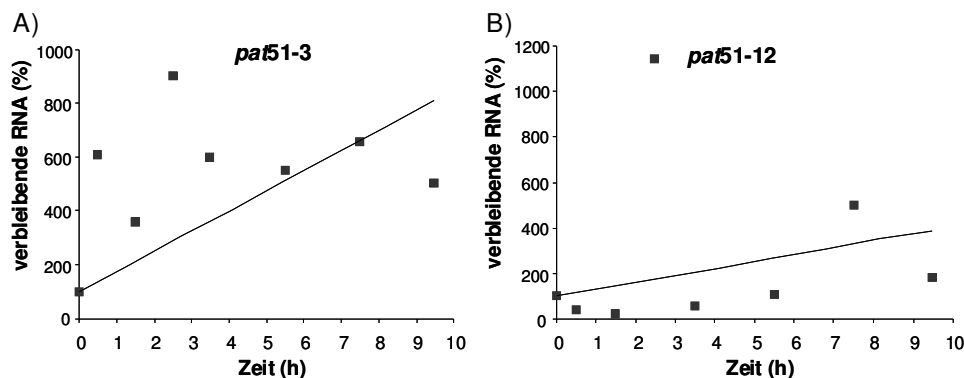 A)
pat51-3
verbleibende RNA (%)
1000
800
600
400
200
0
0 1 2 3 4 5 6 7 8 9 10
Zeit (h)
B)
pat51-12
verbleibende RNA (%)
1200
1000
800
600
400
200
0
0 1 2 3 4 5 6 7 8 9 10
Zeit (h)